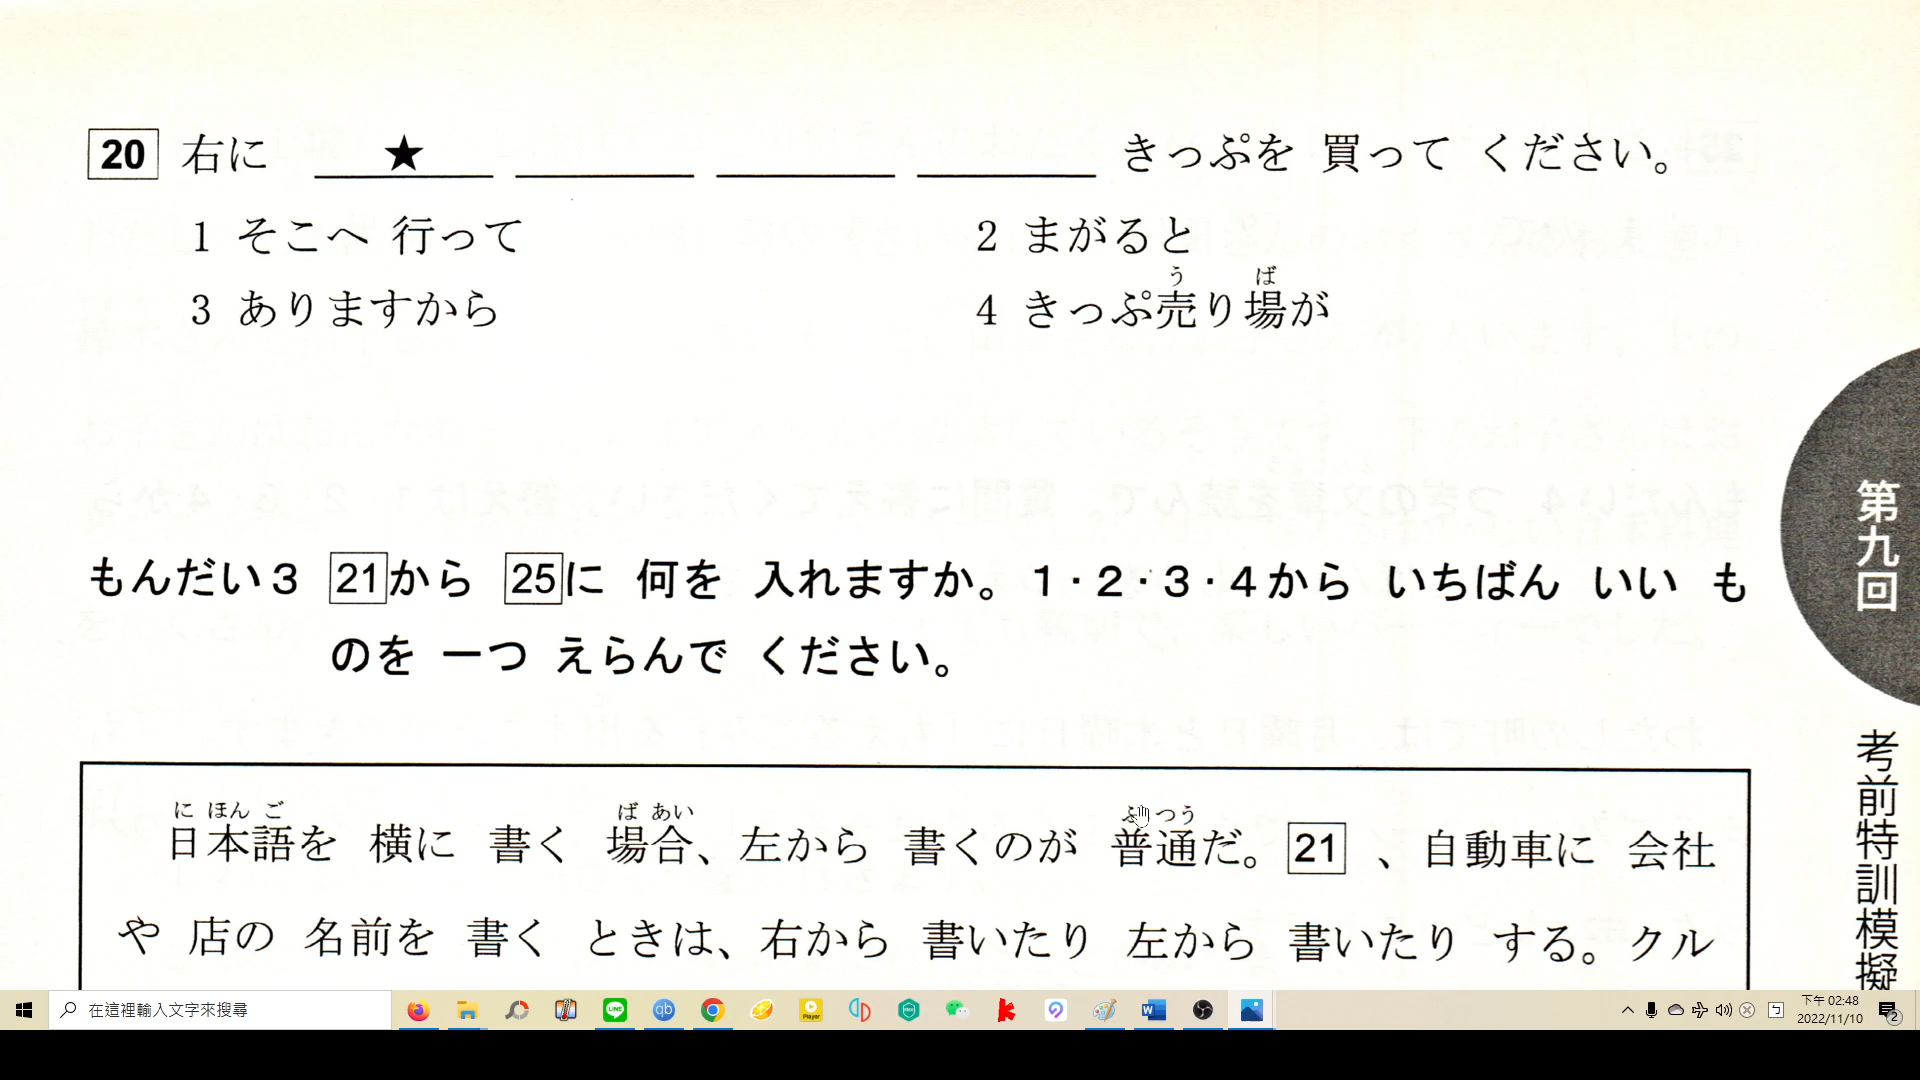 20 右に ★ きっぷを 買って ください。
1 そこへ 行って 2 まがると
3 ありますから 4 きっぷ売り場が
う ば
もんだい3 21から 25に 何を 入れますか。1・2・3・4から いちばん いい も
のを 一つ えらんで ください。
に ほん ご ば あい つう
日本語を 横に 書く 場合、左から 書くのが 普通だ。21、自動車に 会社
や 店の 名前を 書く ときは、右から 書いたり 左から 書いたり する。クル
第九回
考前特訓模擬
在這裡輸入文字來搜尋
下午 02:48
2022/11/10